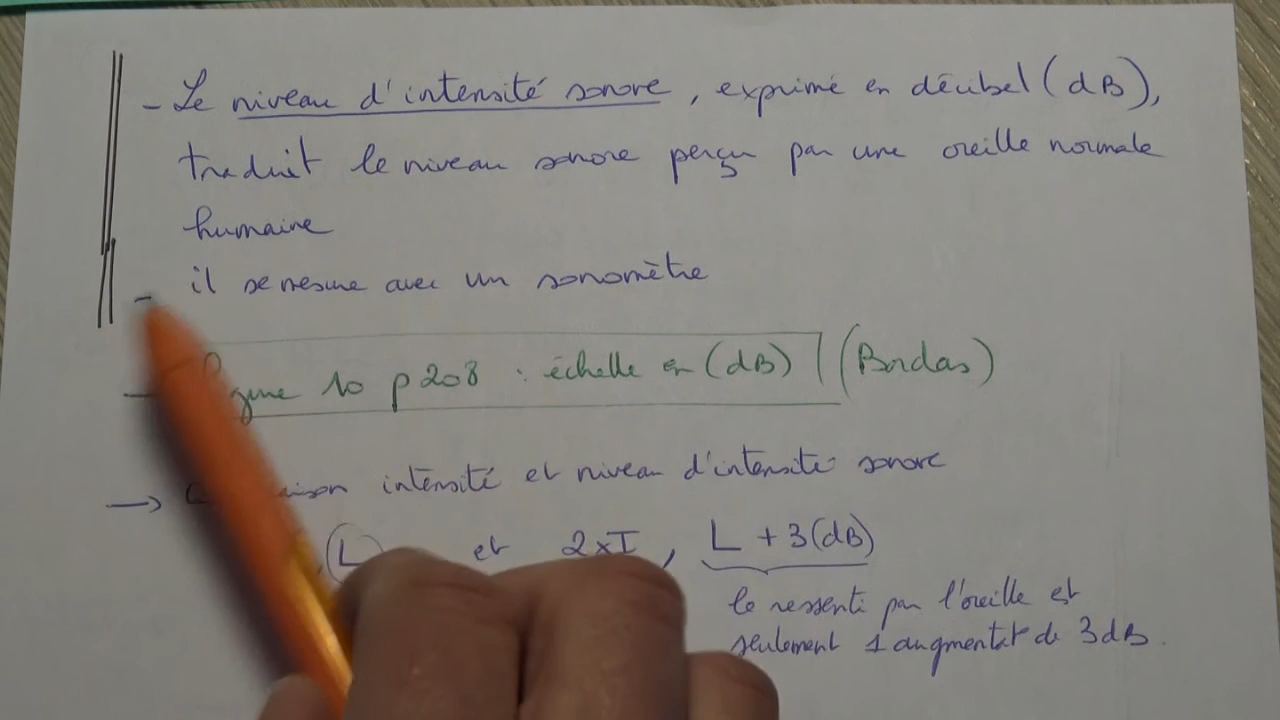 - Le niveau d'intensité sonore, exprimé en décibel (dB),
traduit le niveau sonore perçu par une oreille normale
humaine
- il se mesure avec un sonomètre
p 208 : échelle en (dB) (Bordas)
→ intensité et niveau d'intensité sonore
L et 2xI, L + 3(dB)
le ressenti par l'oreille est
seulement 1 augmentat° de 3dB.